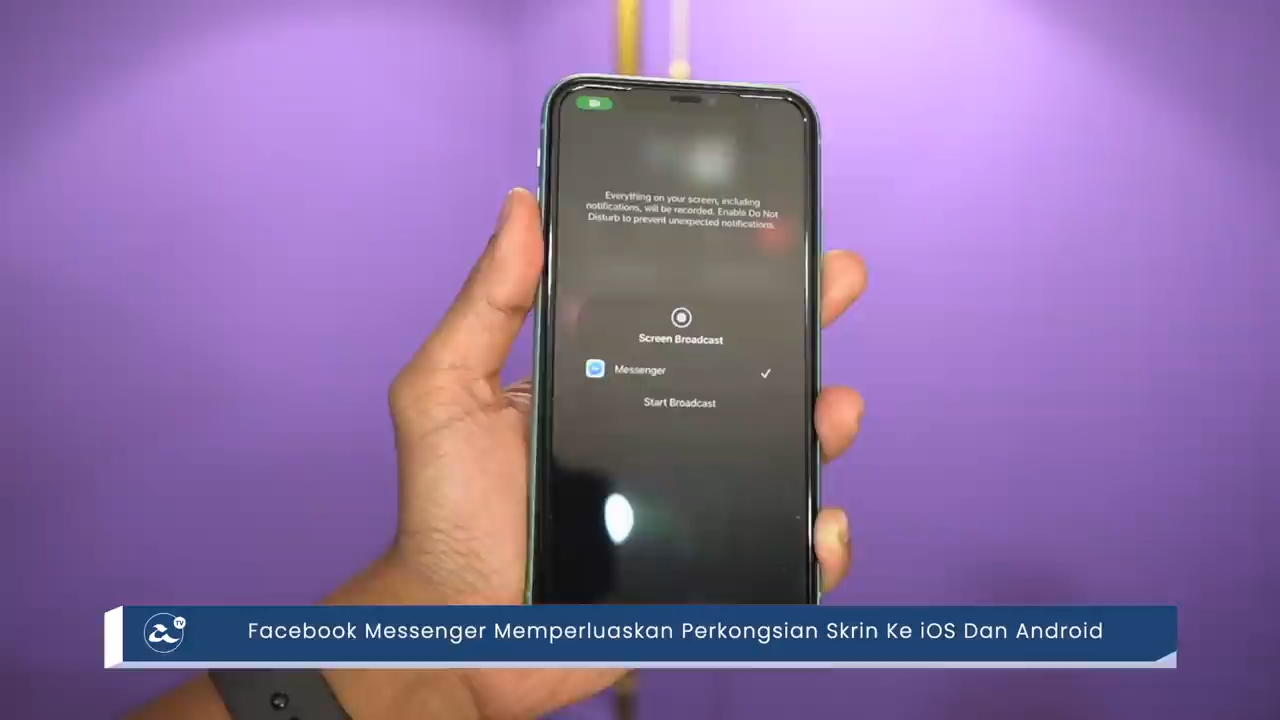 Everything on your screen, including
notifications, will be recorded. Enable Do Not
Disturb to prevent unexpected notifications.
Screen Broadcast
Messenger
Start Broadcast
TV
Facebook Messenger Memperluaskan Perkongsian Skrin Ke iOS Dan Android